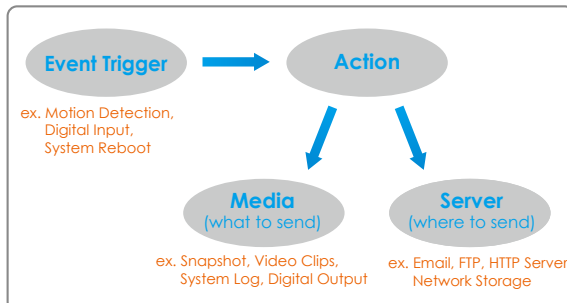 Event Trigger
Action
ex. Motion Detection,
Digital Input,
System Reboot
Media
(what to send)
Server
(where to send)
ex. Snapshot, Video Clips,
System Log, Digital Output
ex. Email, FTP, HTTP Server
Network Storage